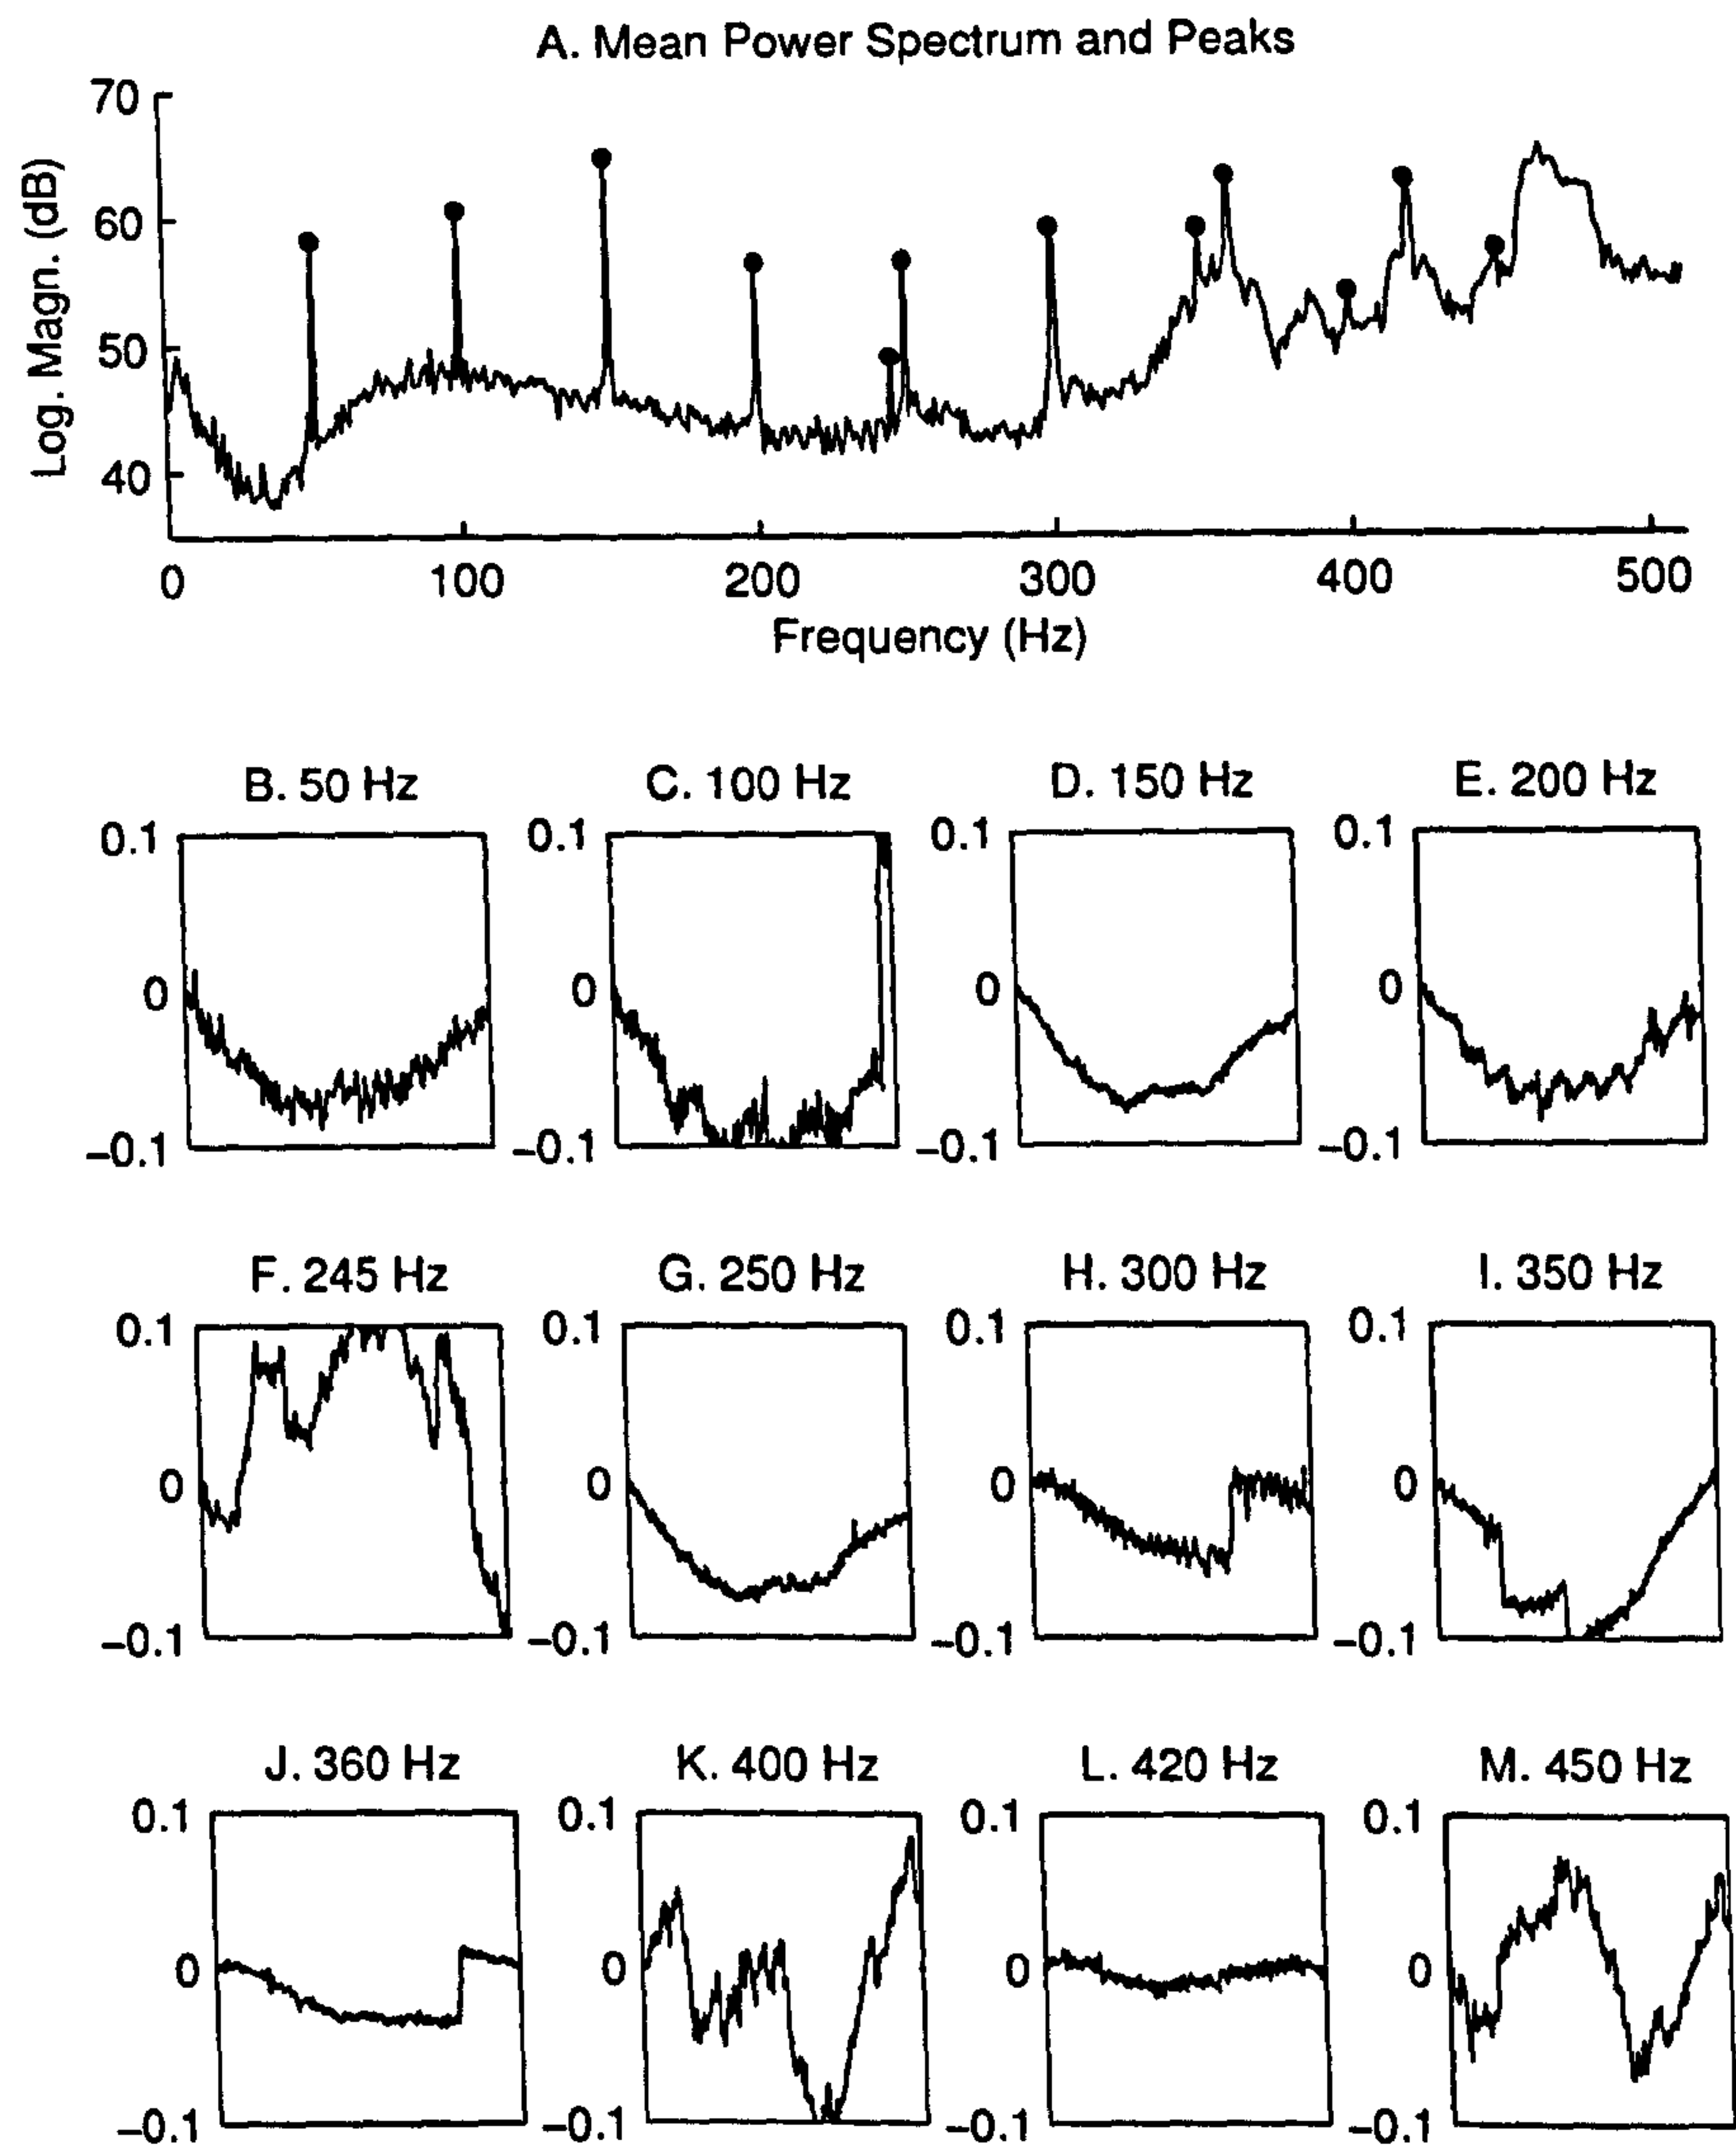 A. Mean Power Spectrum and Peaks
70
60
50
40
Log. Magn. (dB)
0 100 200 300 400 500
Frequency (Hz)
B. 50 Hz C. 100 Hz D. 150 Hz E. 200 Hz
0.1 0.1 0.1 0.1
0 0 0 0
−0.1 −0.1 −0.1 −0.1
F. 245 Hz G. 250 Hz H. 300 Hz I. 350 Hz
0.1 0.1 0.1 0.1
0 0 0 0
−0.1 −0.1 −0.1 −0.1
J. 360 Hz K. 400 Hz L. 420 Hz M. 450 Hz
0.1 0.1 0.1 0.1
0 0 0 0
−0.1 −0.1 −0.1 −0.1